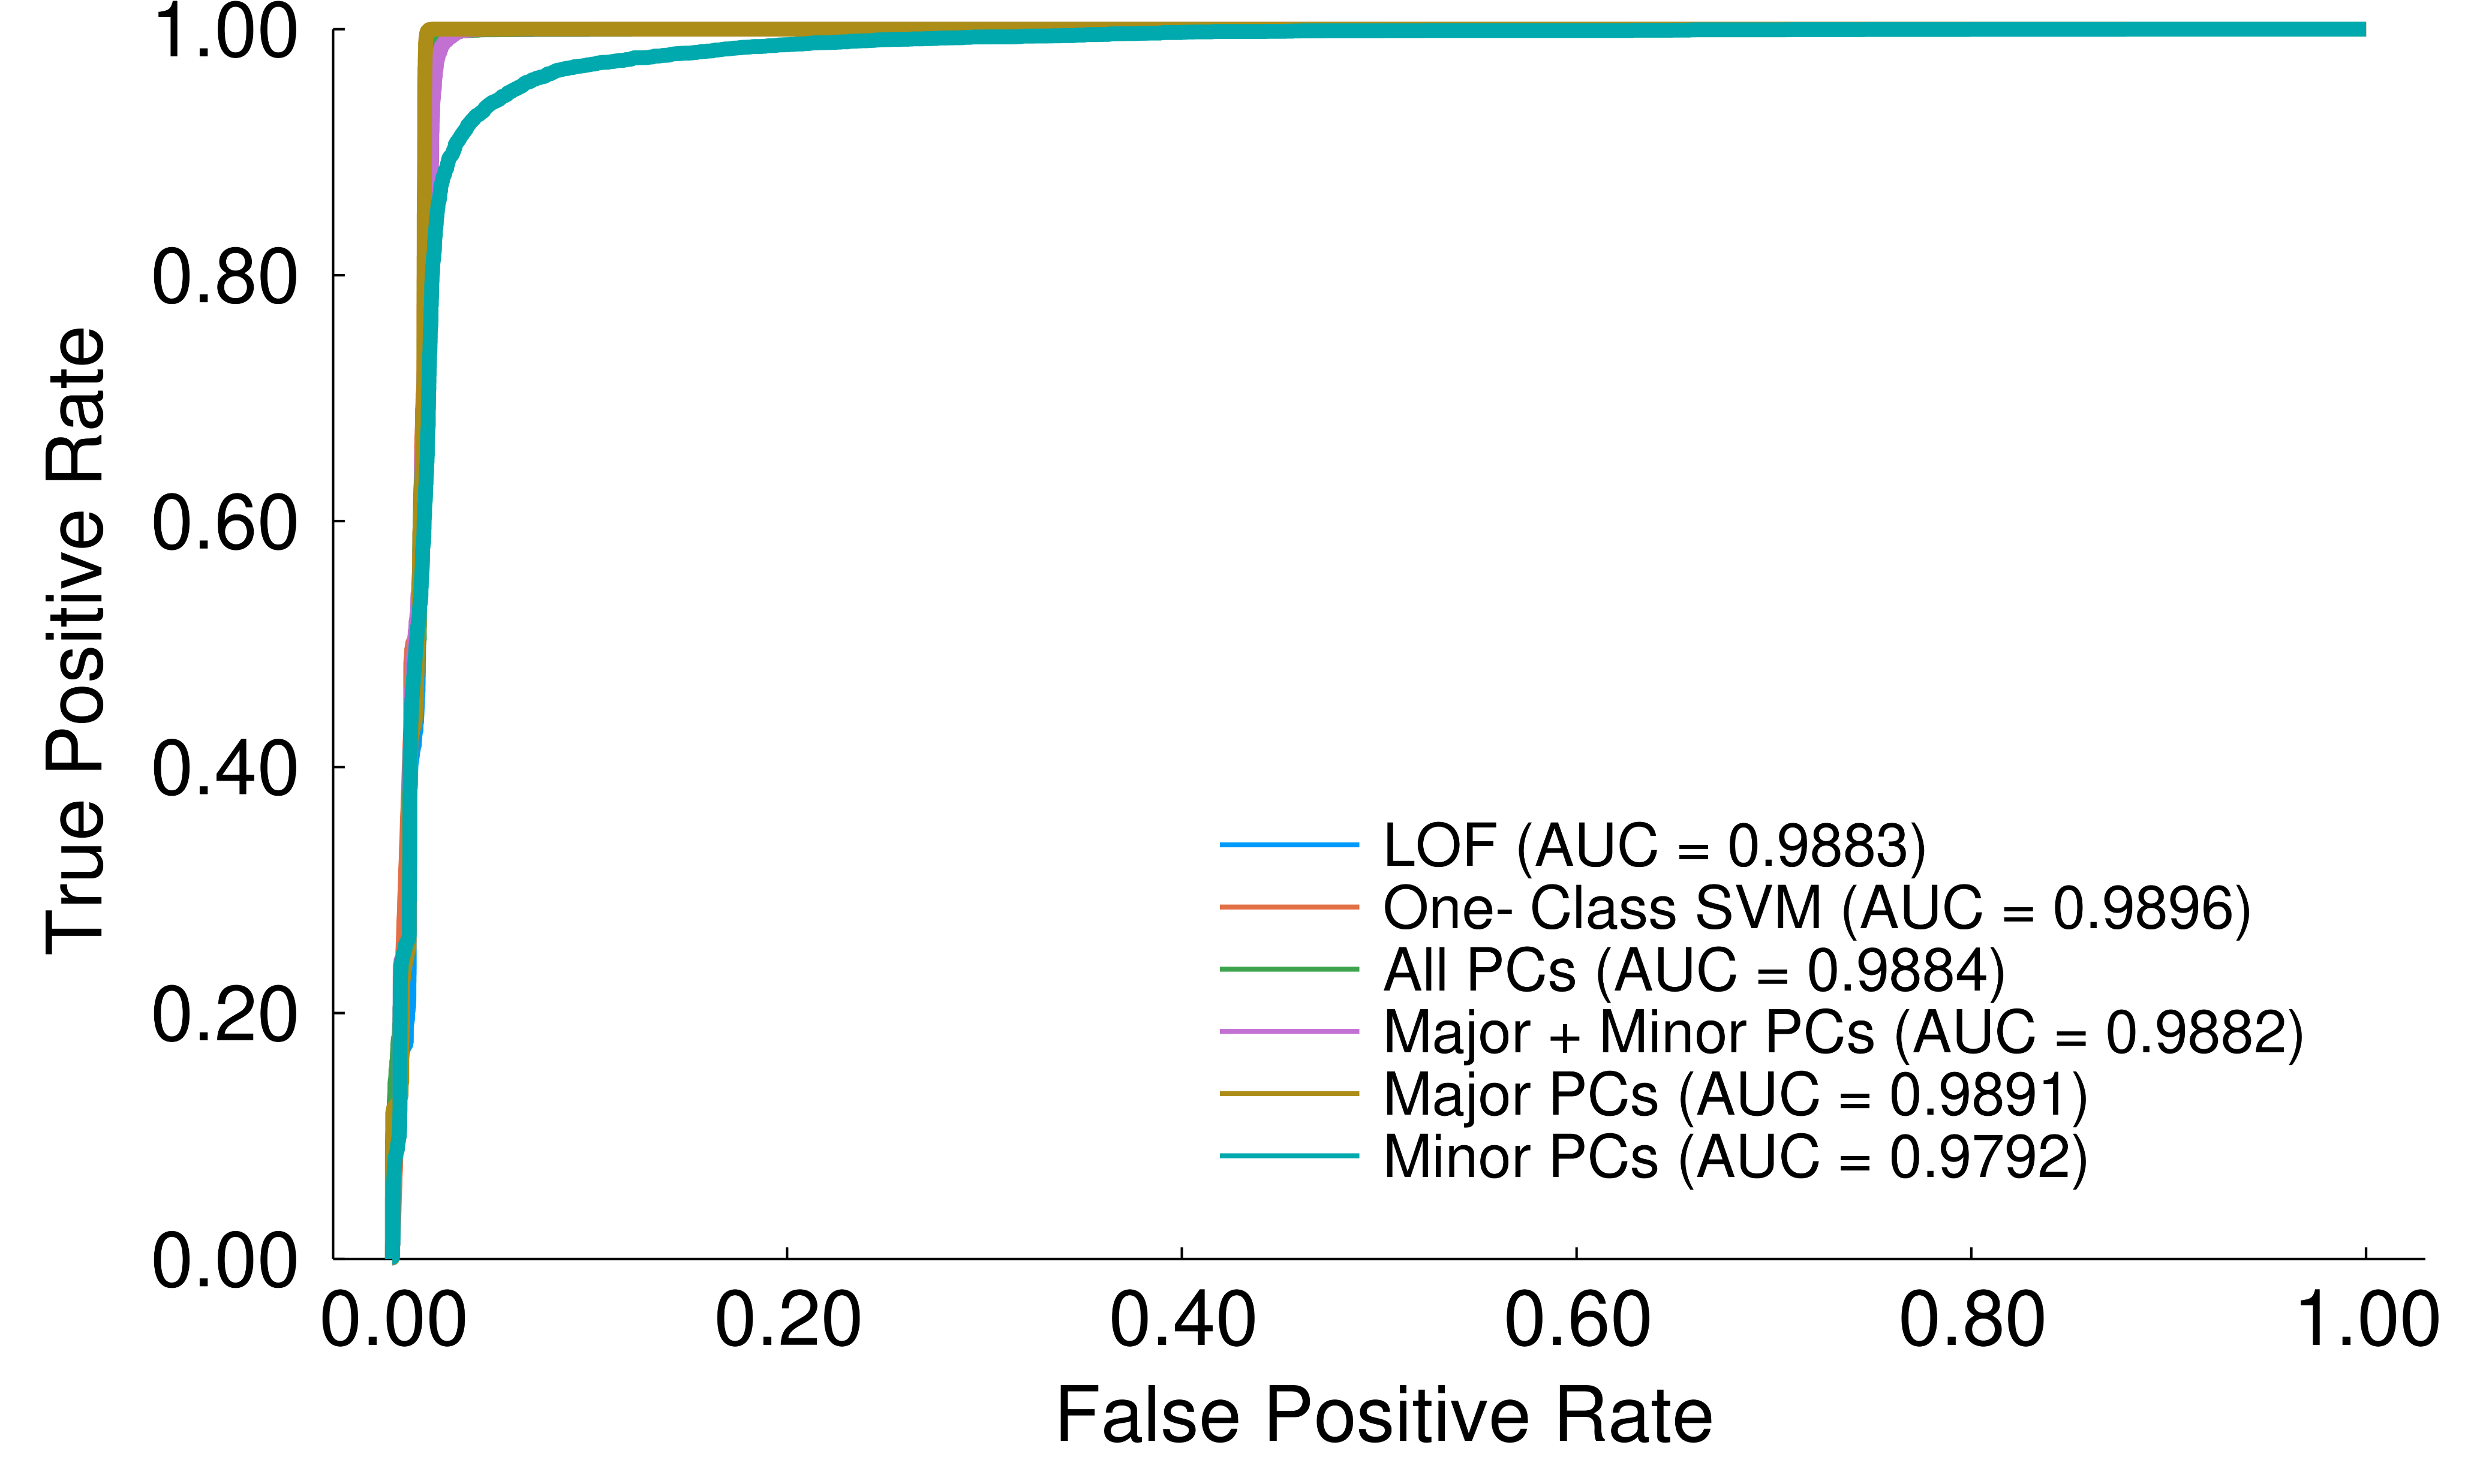 1.00
0.80
0.60
0.40
0.20
0.00
True Positive Rate
LOF (AUC = 0.9883)
One- Class SVM (AUC = 0.9896)
All PCs (AUC = 0.9884)
Major + Minor PCs (AUC = 0.9882)
Major PCs (AUC = 0.9891)
Minor PCs (AUC = 0.9792)
0.00 0.20 0.40 0.60 0.80 1.00
False Positive Rate